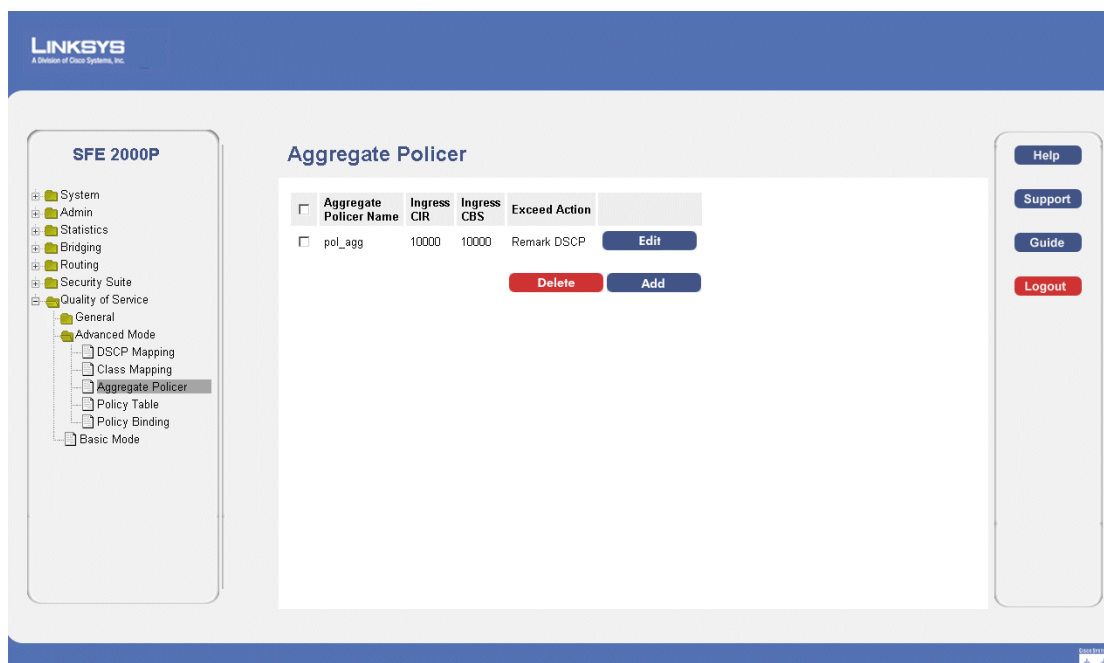 LINKSYS
A Division of Cisco Systems, Inc.
SFE 2000P
System
Admin
Statistics
Bridging
Routing
Security Suite
Quality of Service
General
Advanced Mode
DSCP Mapping
Class Mapping
Aggregate Policer
Policy Table
Policy Binding
Basic Mode
Aggregate Policer
Aggregate Policer Name Ingress CIR Ingress CBS Exceed Action
pol_agg 10000 10000 Remark DSCP Edit
Delete Add
Help
Support
Guide
Logout